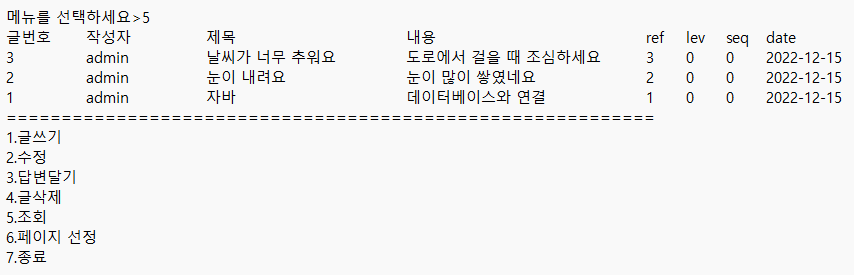 메뉴를 선택하세요>5
글번호 작성자 제목 내용 ref lev seq date
3 admin 날씨가 너무 추워요 도로에서 걸을 때 조심하세요 3 0 0 2022-12-15
2 admin 눈이 내려요 눈이 많이 쌓였네요 2 0 0 2022-12-15
1 admin 자바 데이터베이스와 연결 1 0 0 2022-12-15
===========================================================
1.글쓰기
2.수정
3.답변달기
4.글삭제
5.조회
6.페이지 선정
7.종료